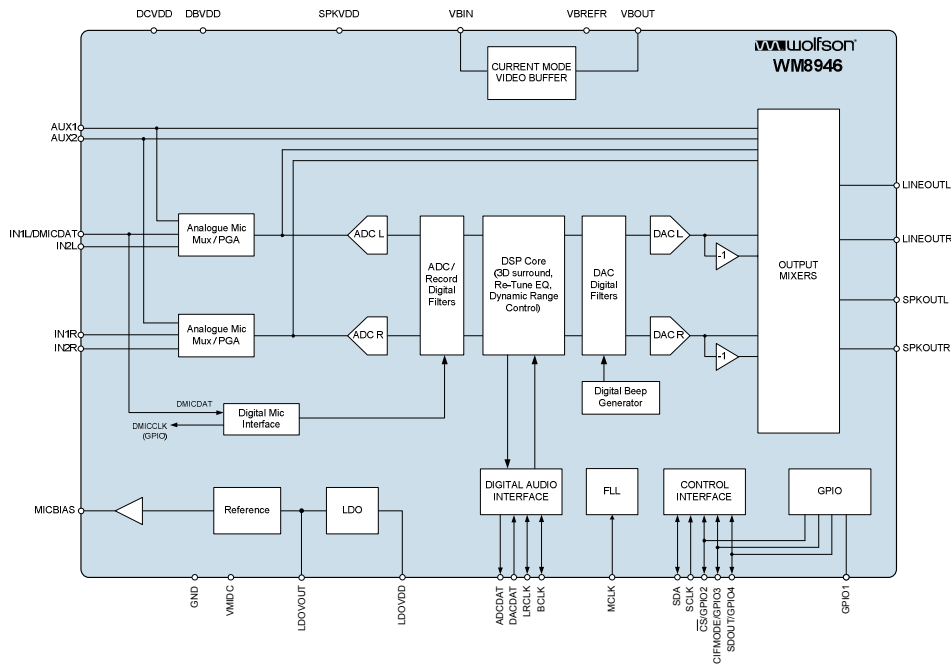 DCVDD DBVDD SPKVDD VBIN VBREFR VBOUT
CURRENT MODE
VIDEO BUFFER
wolfson
WM8946
AUX1
AUX2
IN1L/DMICDAT
IN2L
IN1R
IN2R
Analogue Mic
Mux / PGA
Analogue Mic
Mux / PGA
ADC L
ADC R
ADC /
Record
Digital
Filters
DSP Core
(3D surround,
Re-Tune EQ,
Dynamic Range
Control)
DAC
Digital
Filters
DAC L
DAC R
-1
-1
OUTPUT
MIXERS
LINEOUTL
LINEOUTR
SPKOUTL
SPKOUTR
Digital Beep
Generator
DMICDAT
DMICCLK
(GPIO)
Digital Mic
Interface
DIGITAL AUDIO
INTERFACE
FLL
CONTROL
INTERFACE
GPIO
MICBIAS
Reference
LDO
GND
VMIDC
LDOVOUT
LDOVDD
ADCDAT
DACDAT
LRCLK
BCLK
MCLK
SDA
SCLK
CS/GPIO2
CIFMODE/GPIO3
SDOUT/GPIO4
GPIO1